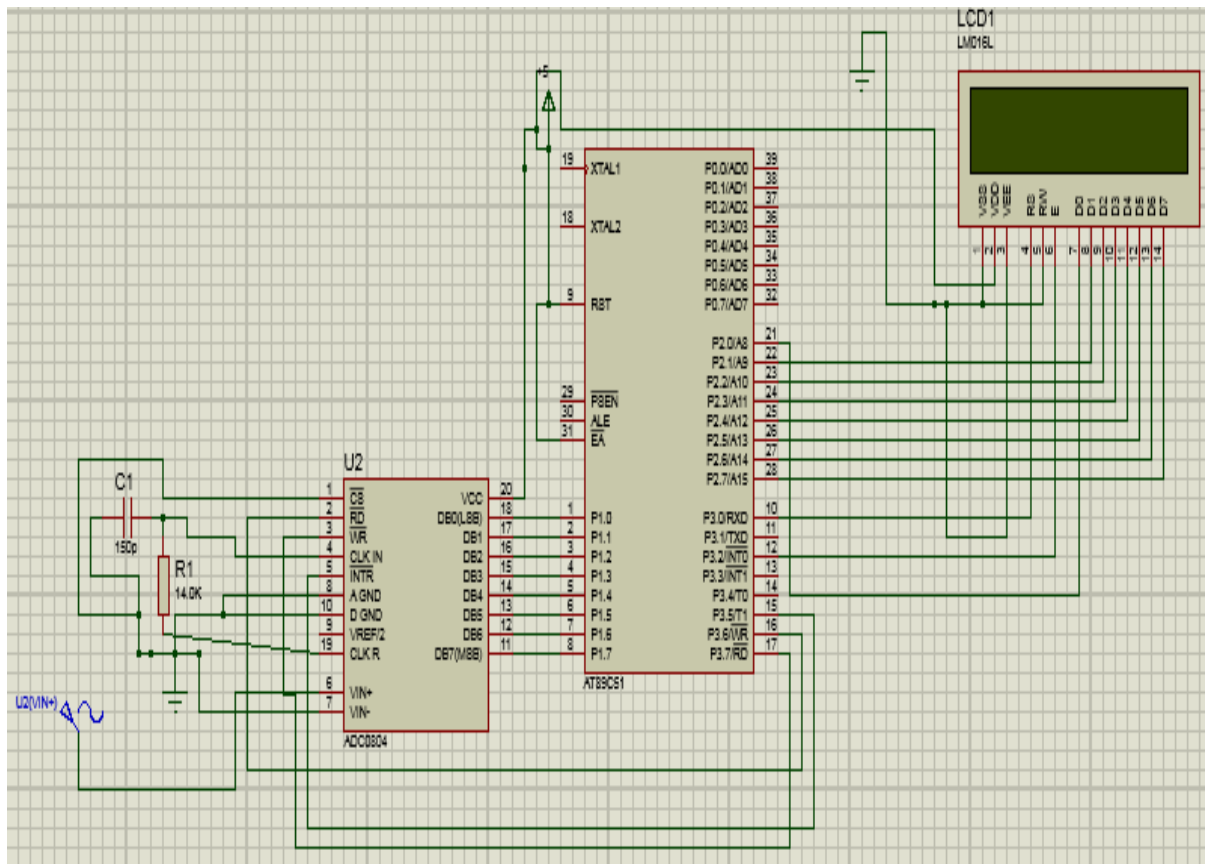 LCD1
LM016L
VSS
VDD
VEE
RS
RW
E
D0
D1
D2
D3
D4
D5
D6
D7
1
2
3
4
5
6
7
8
9
10
11
12
13
14
+5
19 XTAL1
18 XTAL2
9 RST
29 PSEN
30 ALE
31 EA
1 P1.0
2 P1.1
3 P1.2
4 P1.3
5 P1.4
6 P1.5
7 P1.6
8 P1.7
P0.0/AD0 39
P0.1/AD1 38
P0.2/AD2 37
P0.3/AD3 36
P0.4/AD4 35
P0.5/AD5 34
P0.6/AD6 33
P0.7/AD7 32
P2.0/A8 21
P2.1/A9 22
P2.2/A10 23
P2.3/A11 24
P2.4/A12 25
P2.5/A13 26
P2.6/A14 27
P2.7/A15 28
P3.0/RXD 10
P3.1/TXD 11
P3.2/INT0 12
P3.3/INT1 13
P3.4/T0 14
P3.5/T1 15
P3.6/WR 16
P3.7/RD 17
AT89C51
U2
1 CS
2 RD
3 WR
4 CLK IN
5 INTR
8 A GND
10 D GND
9 VREF/2
19 CLK R
6 VIN+
7 VIN-
VCC 20
DB0(LSB) 18
DB1 17
DB2 16
DB3 15
DB4 14
DB5 13
DB6 12
DB7(MSB) 11
ADC0804
C1
150p
R1
14.0K
U2(VIN+)